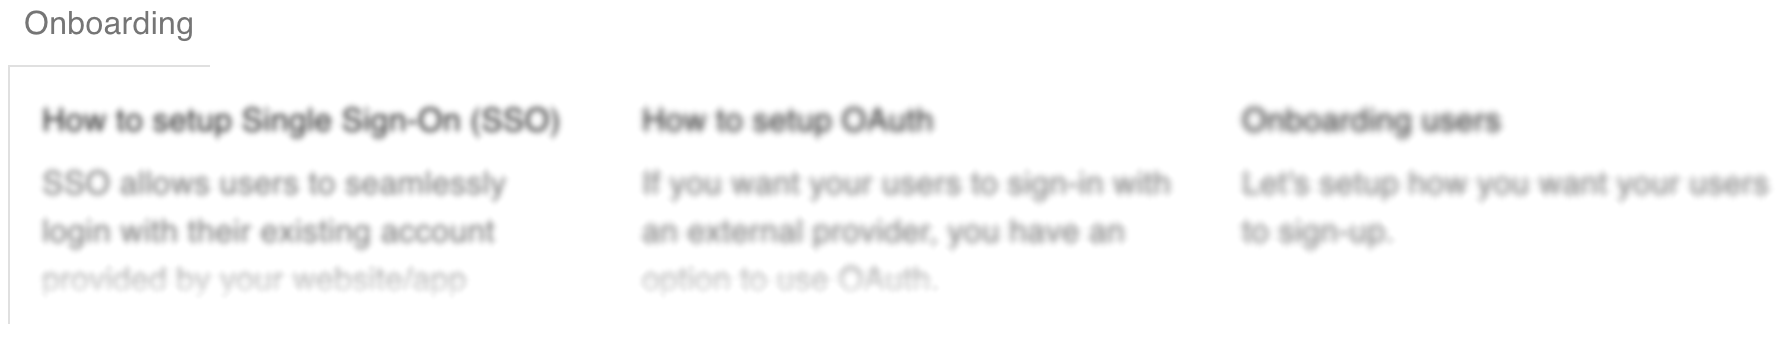 Onboarding
How to setup Single Sign-On (SSO)
SSO allows users to seamlessly
login with their existing account
provided by your website/app
How to setup OAuth
If you want your users to sign-in with
an external provider, you have an
option to use OAuth.
Onboarding users
Let's setup how you want your users
to sign-up.